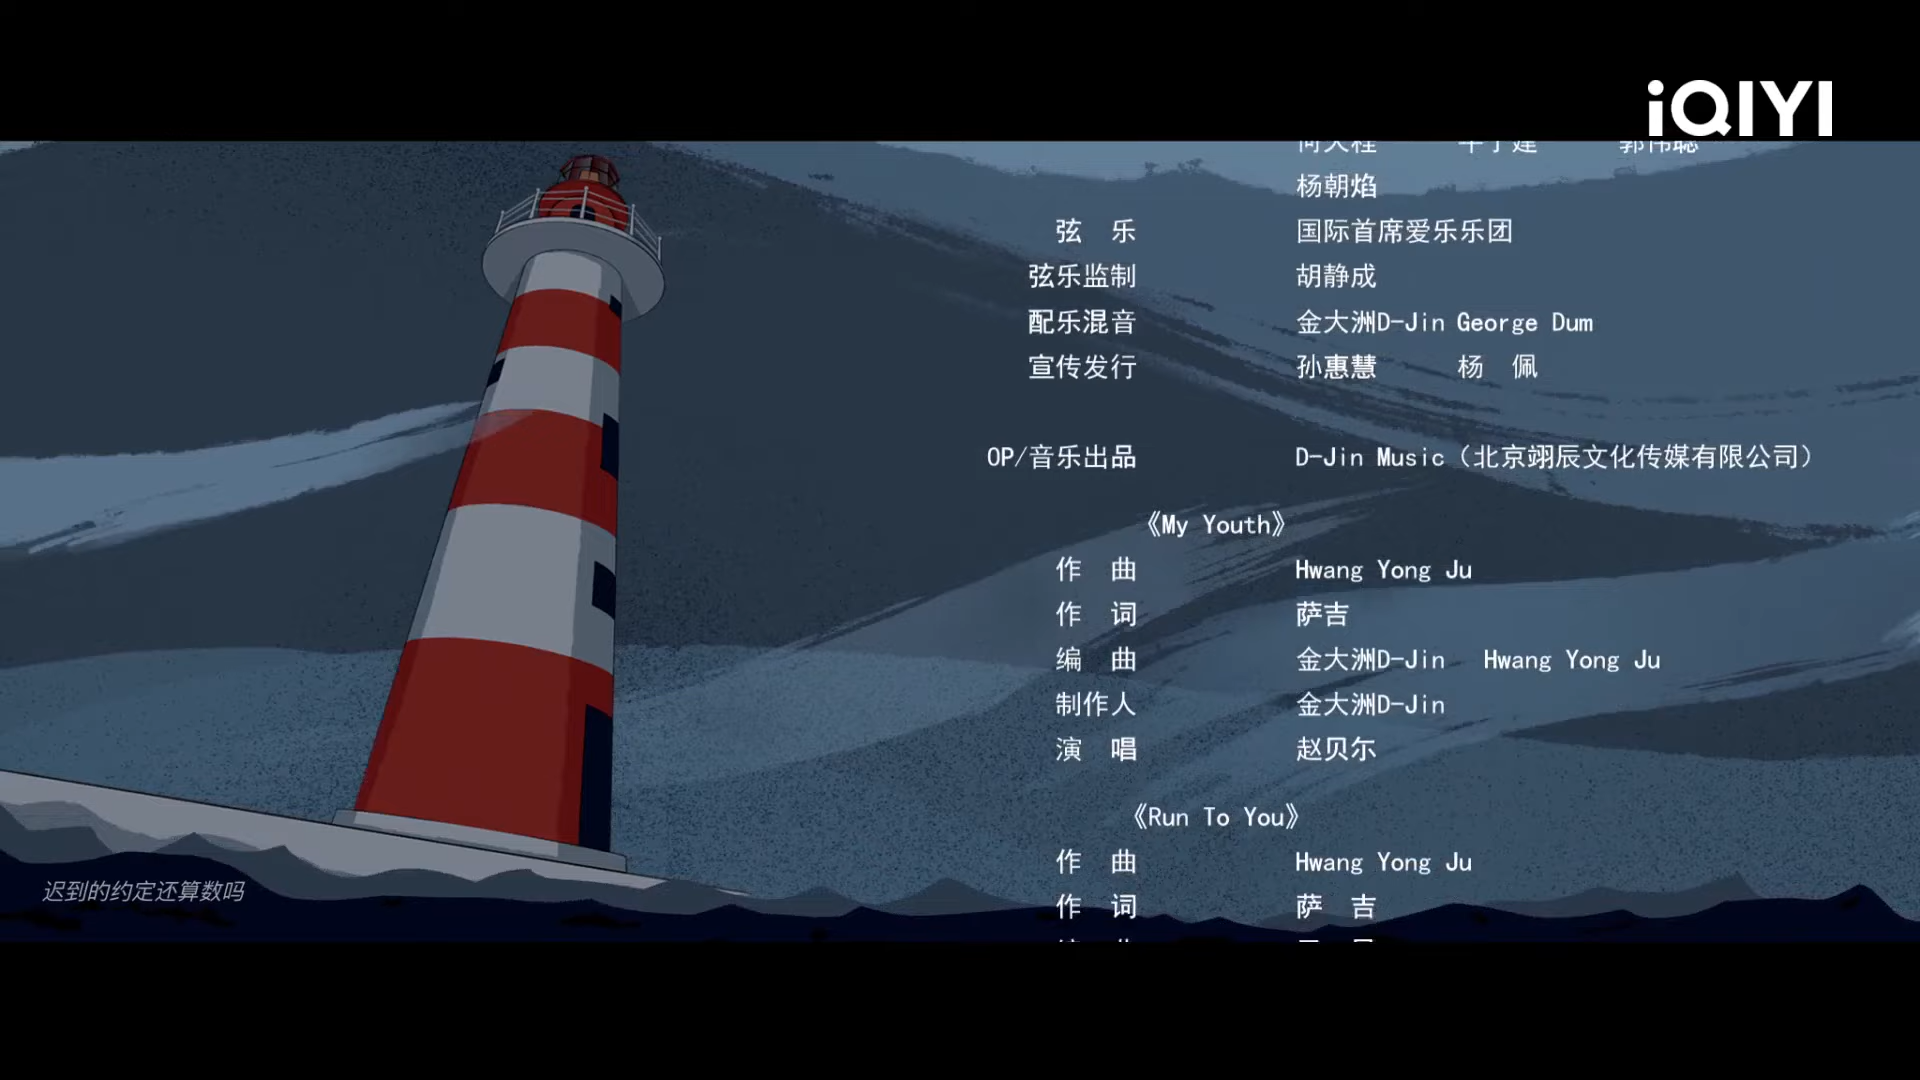 iQIYI
杨朝焰
弦 乐 国际首席爱乐乐团
弦乐监制 胡静成
配乐混音 金大洲D-Jin George Dum
宣传发行 孙惠慧 杨 佩
OP/音乐出品 D-Jin Music（北京翊辰文化传媒有限公司）
《My Youth》
作 曲 Hwang Yong Ju
作 词 萨吉
编 曲 金大洲D-Jin Hwang Yong Ju
制作人 金大洲D-Jin
演 唱 赵贝尔
《Run To You》
作 曲 Hwang Yong Ju
作 词 萨 吉
迟到的约定还算数吗